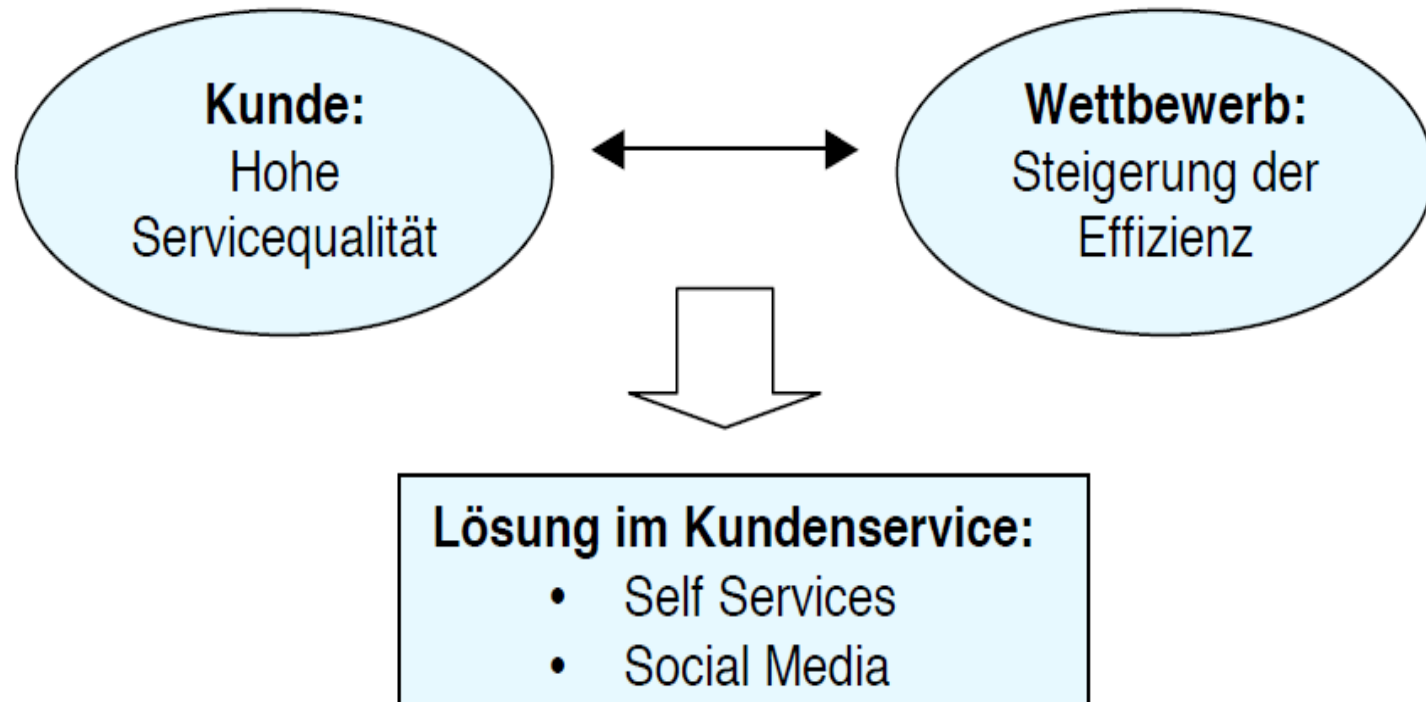 Kunde:
Hohe
Servicequalität
Wettbewerb:
Steigerung der
Effizienz
Lösung im Kundenservice:
• Self Services
• Social Media